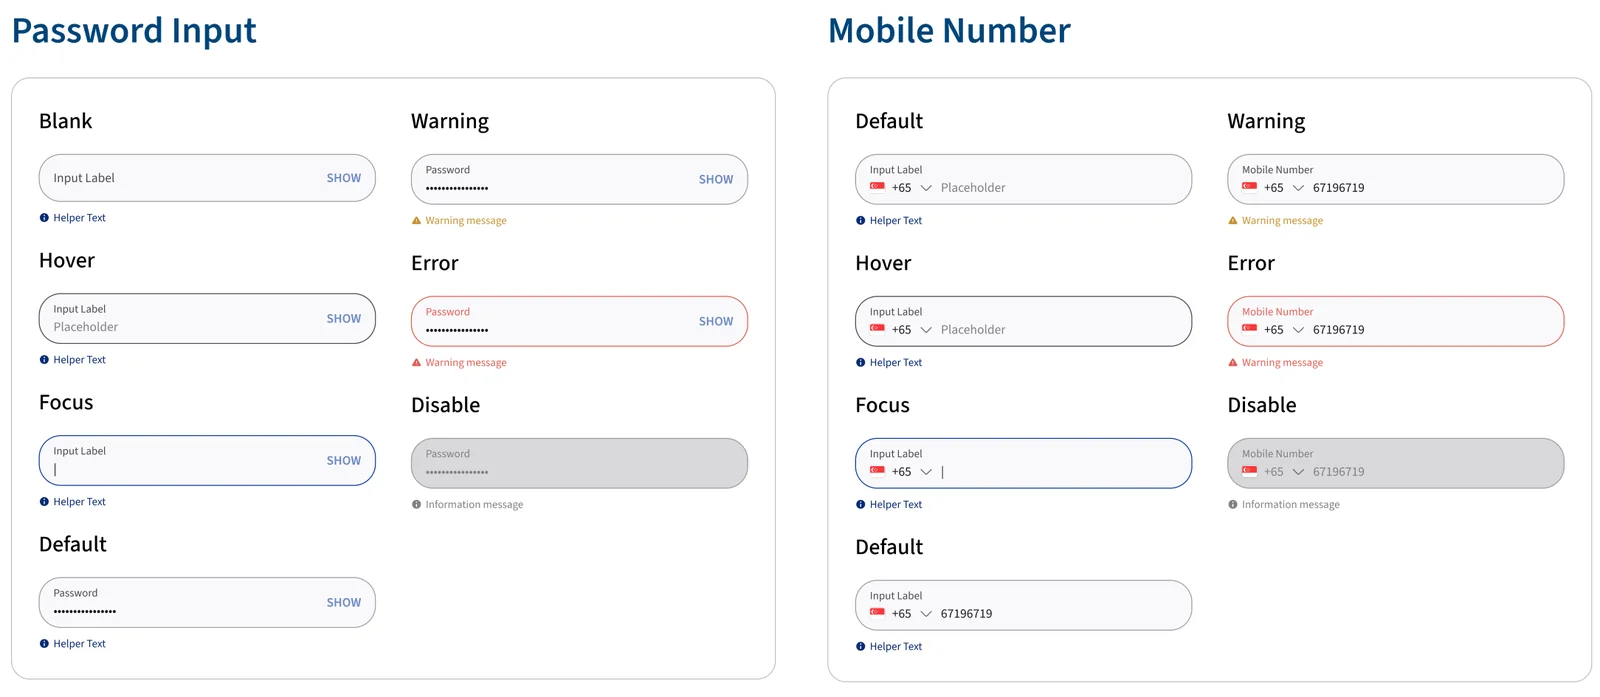 Password Input
Blank
Input Label
SHOW
Helper Text
Hover
Input Label
Placeholder
SHOW
Helper Text
Focus
Input Label
SHOW
Helper Text
Default
Password
••••••••••••••••
SHOW
Helper Text
Warning
Password
••••••••••••••••
SHOW
Warning message
Error
Password
••••••••••••••••
SHOW
Warning message
Disable
Password
••••••••••••••••
Information message
Mobile Number
Default
Input Label
+65 Placeholder
Helper Text
Hover
Input Label
+65 Placeholder
Helper Text
Focus
Input Label
+65
Helper Text
Default
Input Label
+65 67196719
Helper Text
Warning
Mobile Number
+65 67196719
Warning message
Error
Mobile Number
+65 67196719
Warning message
Disable
Mobile Number
+65 67196719
Information message